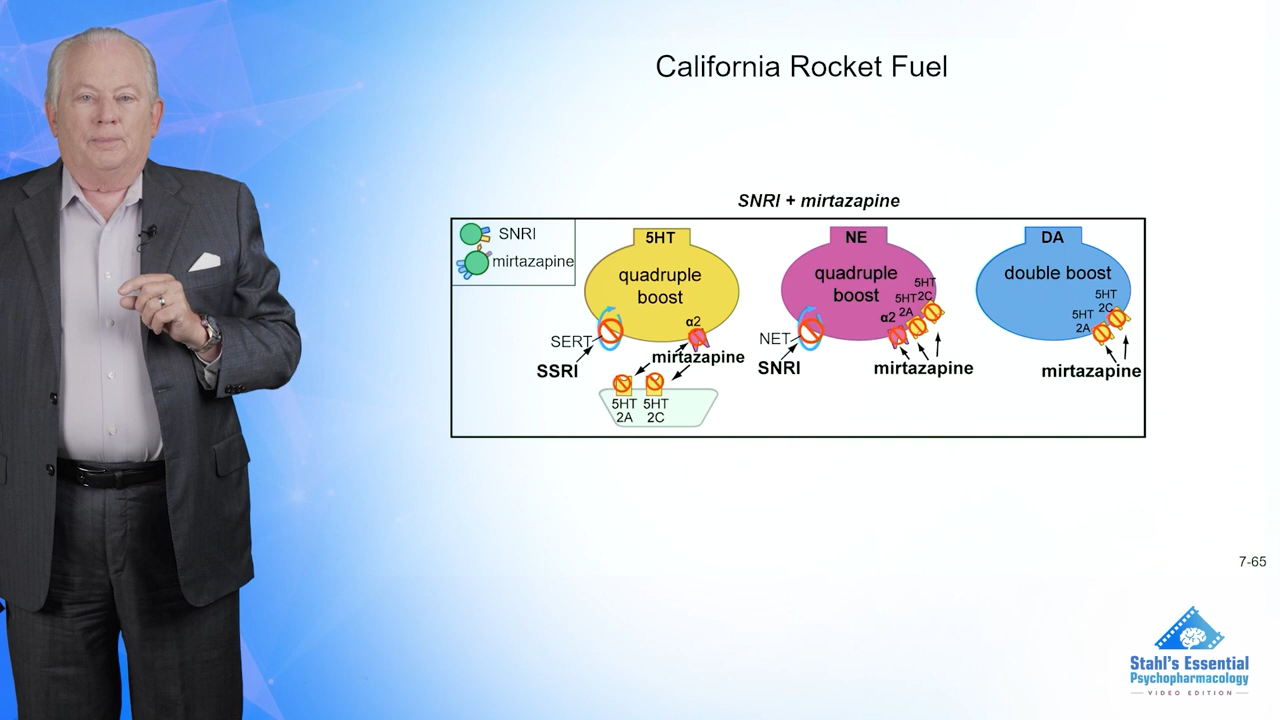 California Rocket Fuel
SNRI + mirtazapine
SNRI
mirtazapine
5HT
quadruple
boost
SERT
SSRI
α2
mirtazapine
5HT
2A
5HT
2C
NE
quadruple
boost
NET
SNRI
α2
5HT
2A
5HT
2C
mirtazapine
DA
double boost
5HT
2A
5HT
2C
mirtazapine
7-65
Stahl's Essential
Psychopharmacology
VIDEO EDITION